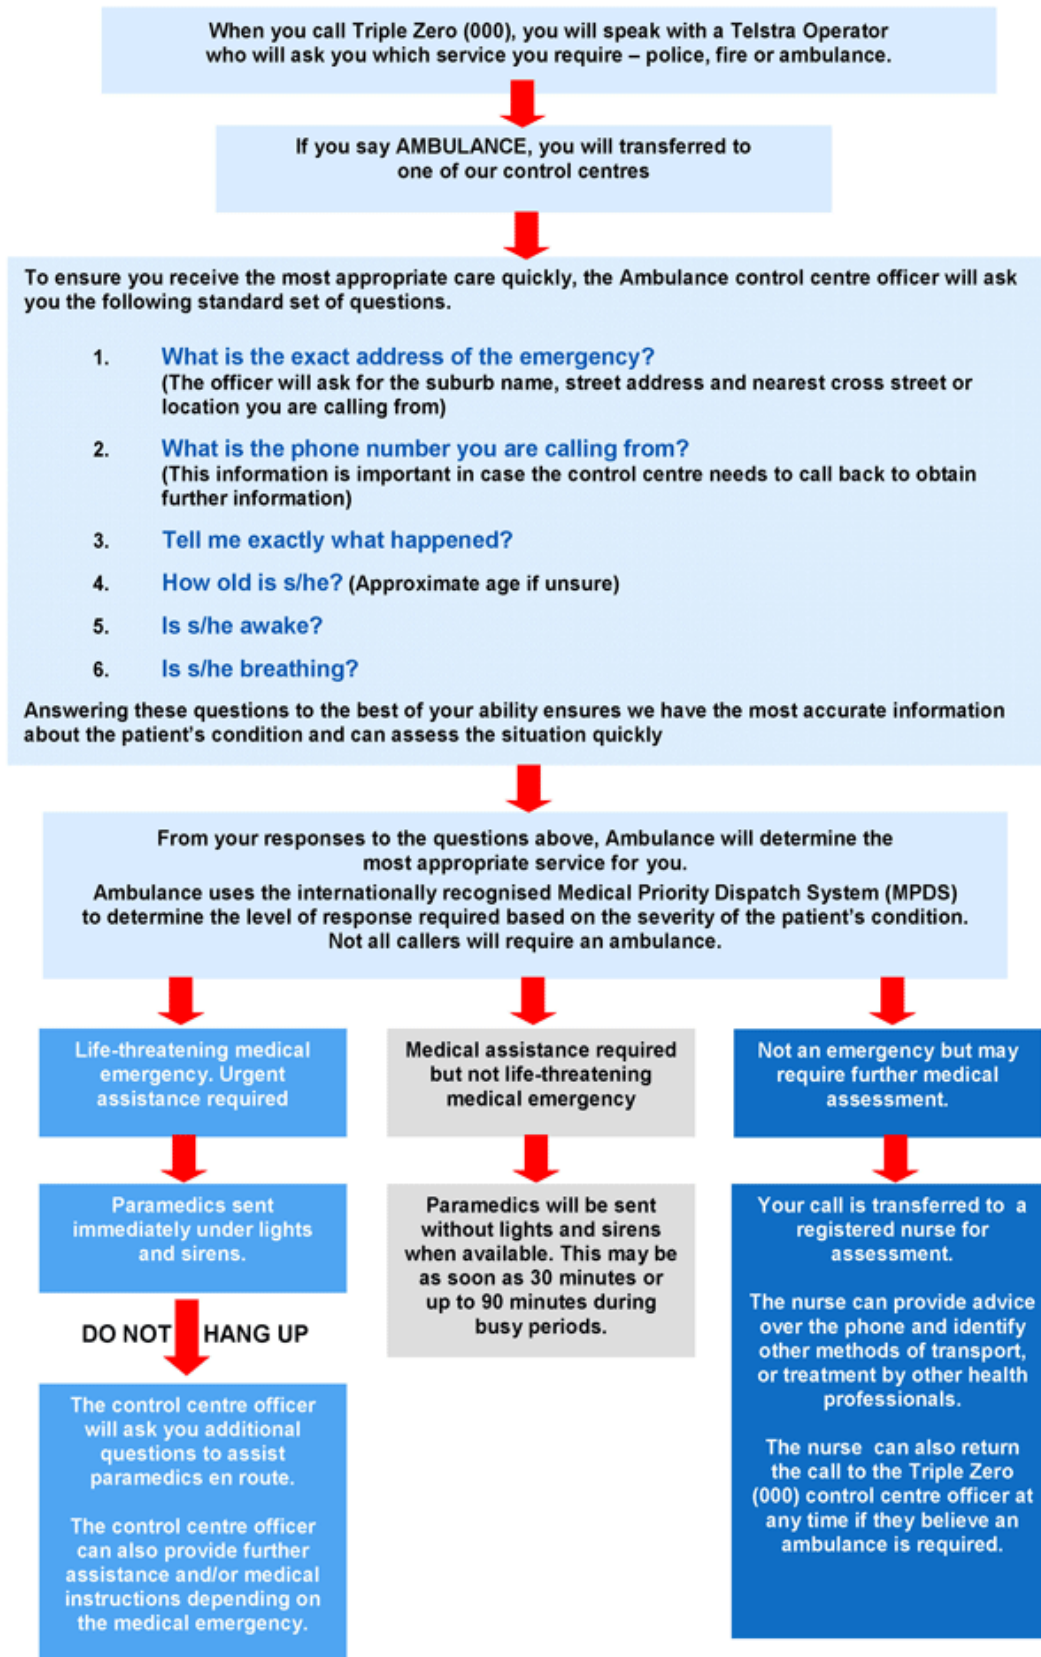 When you call Triple Zero (000), you will speak with a Telstra Operator
who will ask you which service you require – police, fire or ambulance.
If you say AMBULANCE, you will transferred to
one of our control centres
To ensure you receive the most appropriate care quickly, the Ambulance control centre officer will ask
you the following standard set of questions.
1. What is the exact address of the emergency?
(The officer will ask for the suburb name, street address and nearest cross street or
location you are calling from)
2. What is the phone number you are calling from?
(This information is important in case the control centre needs to call back to obtain
further information)
3. Tell me exactly what happened?
4. How old is s/he? (Approximate age if unsure)
5. Is s/he awake?
6. Is s/he breathing?
Answering these questions to the best of your ability ensures we have the most accurate information
about the patient's condition and can assess the situation quickly
From your responses to the questions above, Ambulance will determine the
most appropriate service for you.
Ambulance uses the internationally recognised Medical Priority Dispatch System (MPDS)
to determine the level of response required based on the severity of the patient's condition.
Not all callers will require an ambulance.
Life-threatening medical
emergency. Urgent
assistance required
Paramedics sent
immediately under lights
and sirens.
DO NOT HANG UP
The control centre officer
will ask you additional
questions to assist
paramedics en route.
The control centre officer
can also provide further
assistance and/or medical
instructions depending on
the medical emergency.
Medical assistance required
but not life-threatening
medical emergency
Paramedics will be sent
without lights and sirens
when available. This may be
as soon as 30 minutes or
up to 90 minutes during
busy periods.
Not an emergency but may
require further medical
assessment.
Your call is transferred to a
registered nurse for
assessment.
The nurse can provide advice
over the phone and identify
other methods of transport,
or treatment by other health
professionals.
The nurse can also return
the call to the Triple Zero
(000) control centre officer at
any time if they believe an
ambulance is required.